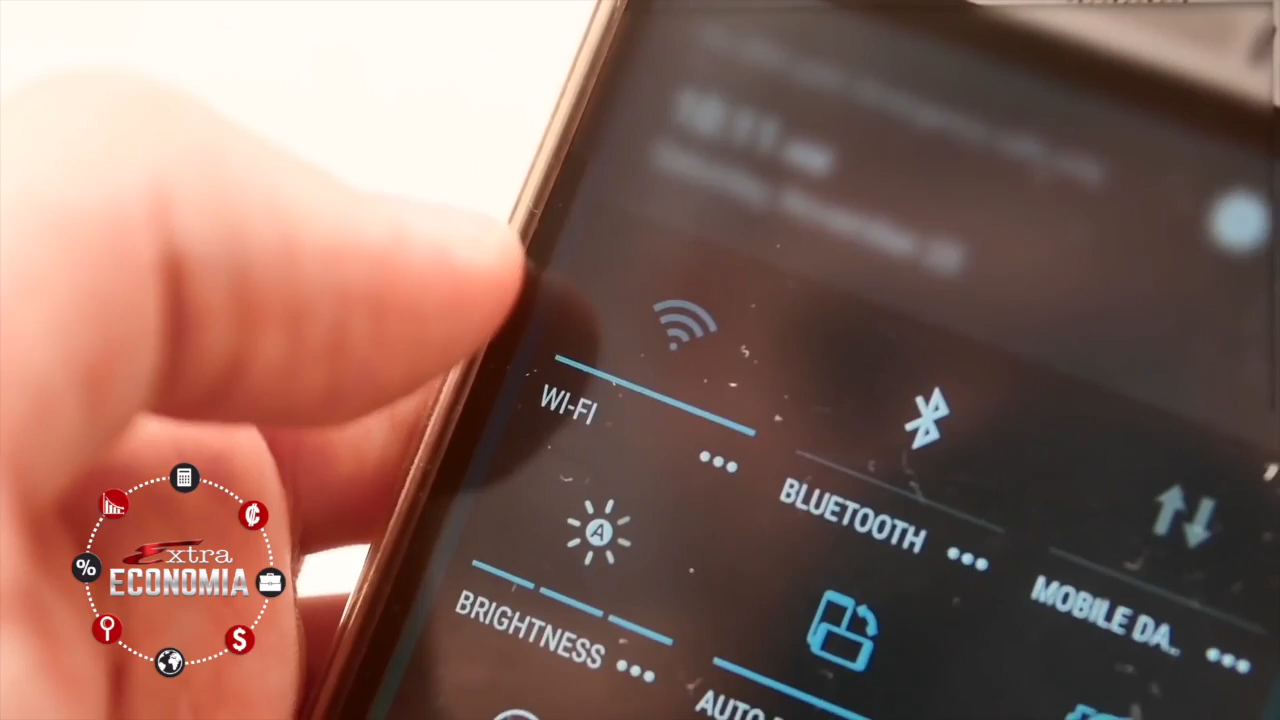 WI-FI
BLUETOOTH
MOBILE DA..
BRIGHTNESS
AUTO
Extra
ECONOMIA